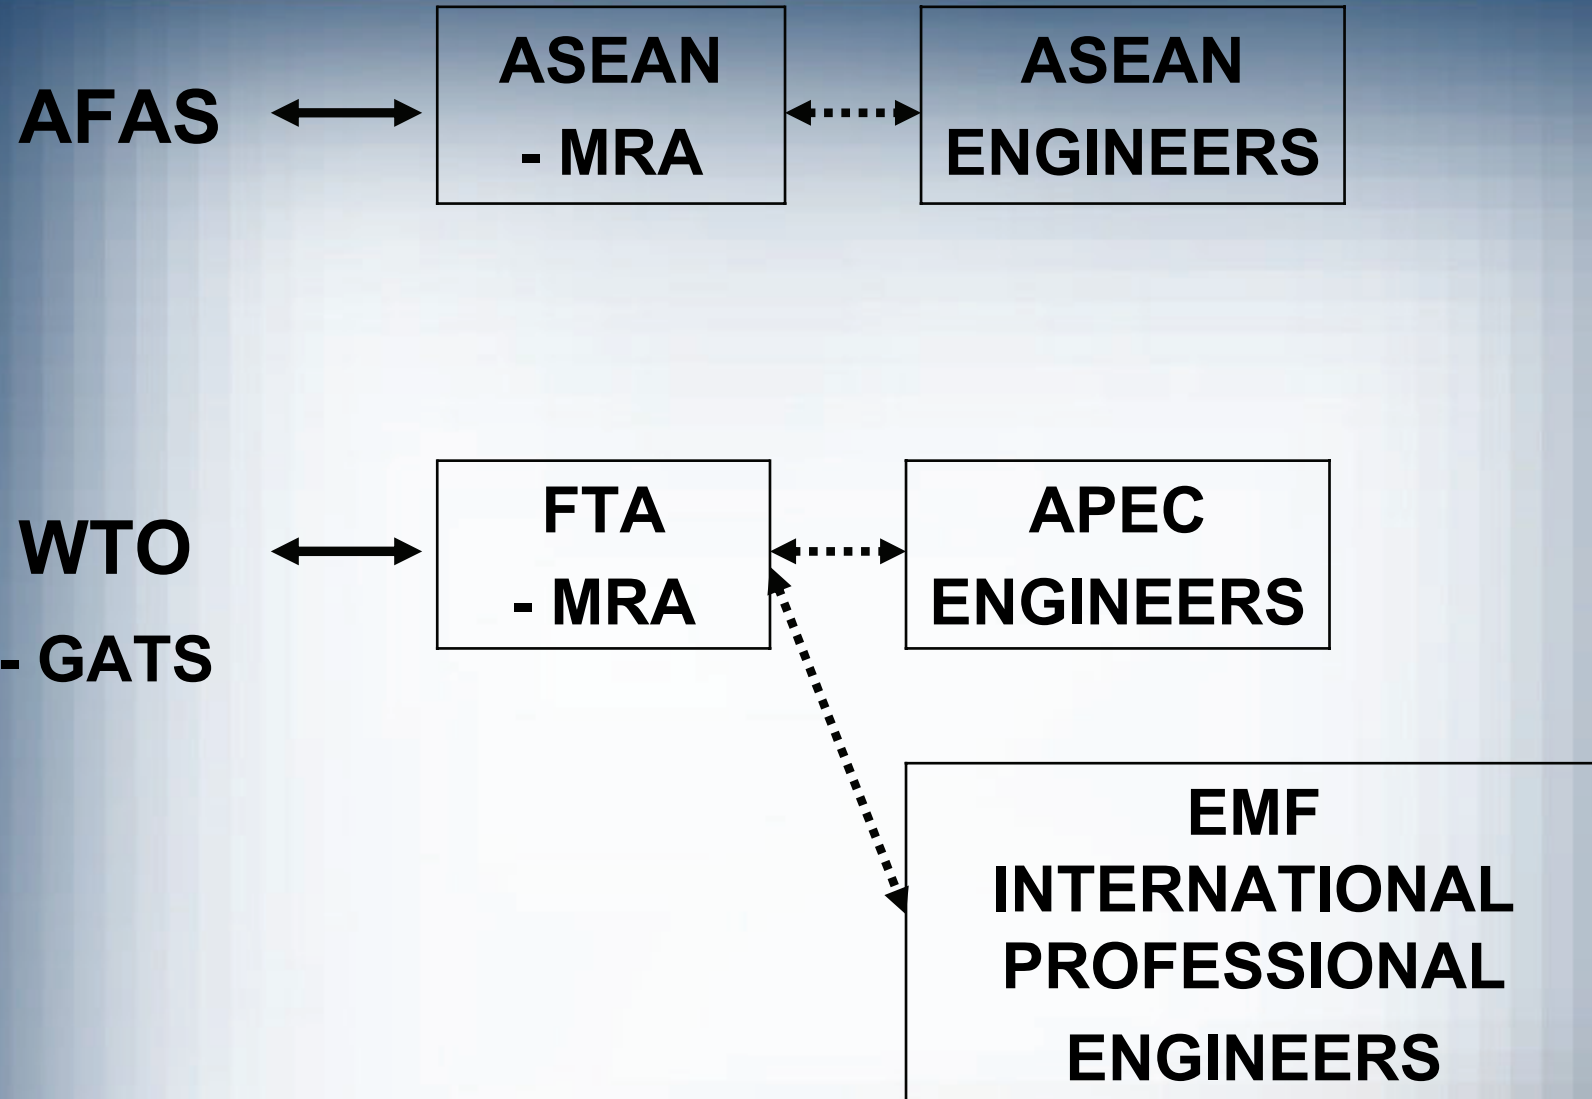 AFAS
ASEAN
- MRA
ASEAN
ENGINEERS
WTO
- GATS
FTA
- MRA
APEC
ENGINEERS
EMF
INTERNATIONAL
PROFESSIONAL
ENGINEERS